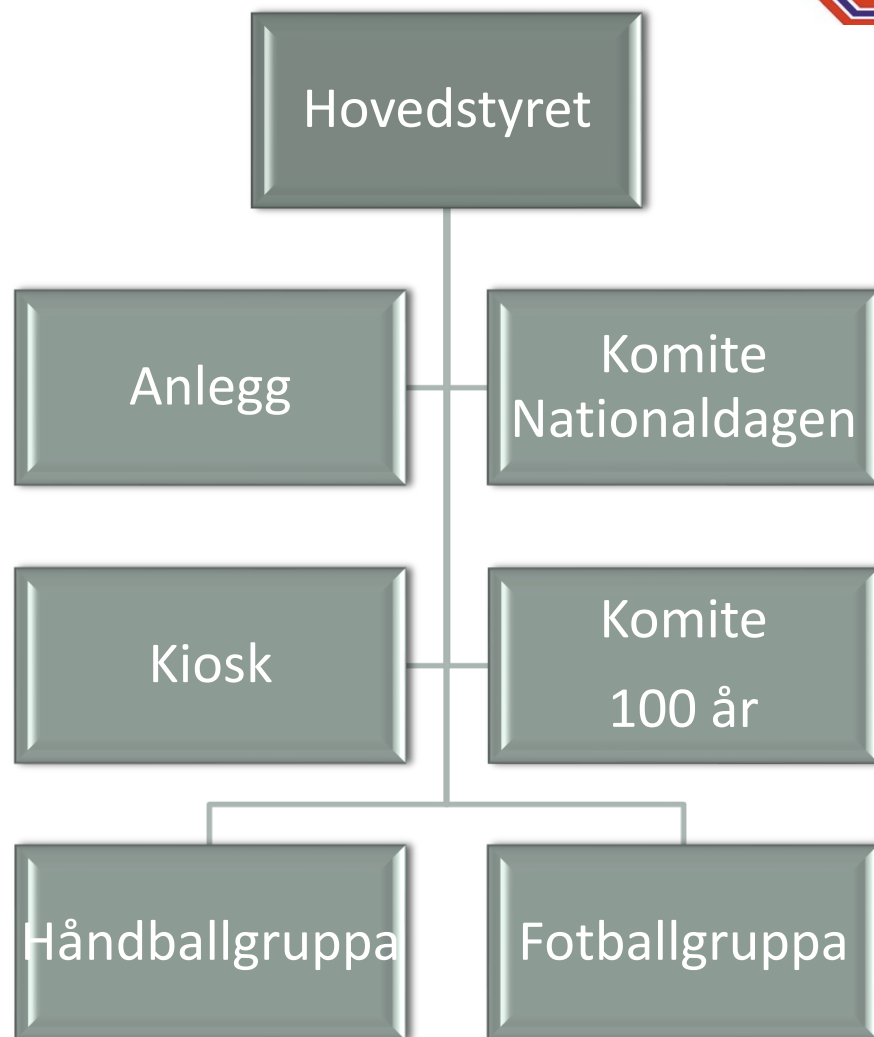 Hovedstyret
Anlegg
Komite
Nationaldagen
Kiosk
Komite
100 år
Håndballgruppa
Fotballgruppa